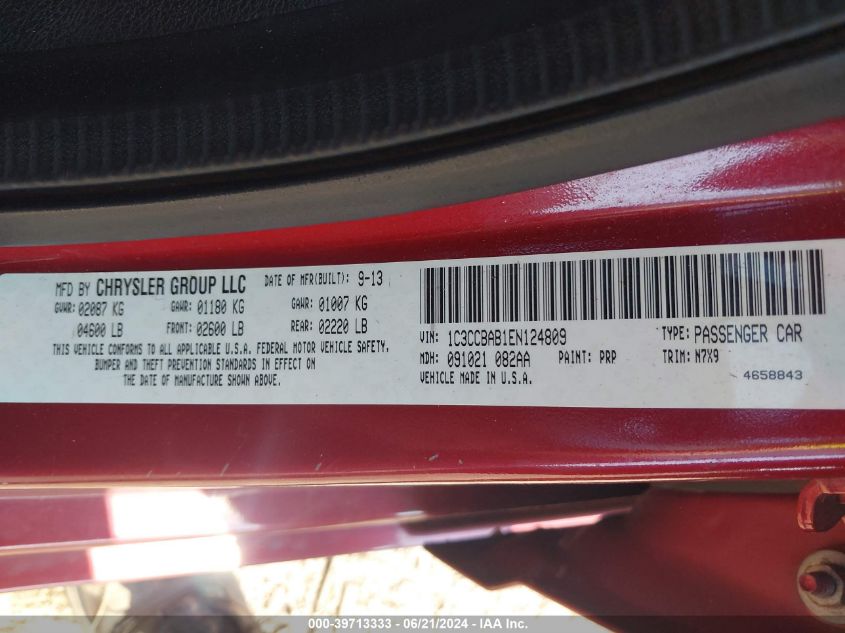 MFD BY CHRYSLER GROUP LLC DATE OF MFR(BUILT): 9-13
GVWR: 02087 KG GAWR: 01180 KG GAWR: 01007 KG
04600 LB FRONT: 02600 LB REAR: 02220 LB
THIS VEHICLE CONFORMS TO ALL APPLICABLE U.S.A. FEDERAL MOTOR VEHICLE SAFETY,
BUMPER AND THEFT PREVENTION STANDARDS IN EFFECT ON
THE DATE OF MANUFACTURE SHOWN ABOVE.
VIN: 1C3CCBAB1EN124809 TYPE: PASSENGER CAR
MDH: 091021 082AA PAINT: PRP TRIM: N7X9
VEHICLE MADE IN U.S.A. 4658843
000-39713333 - 06/21/2024 - IAA Inc.